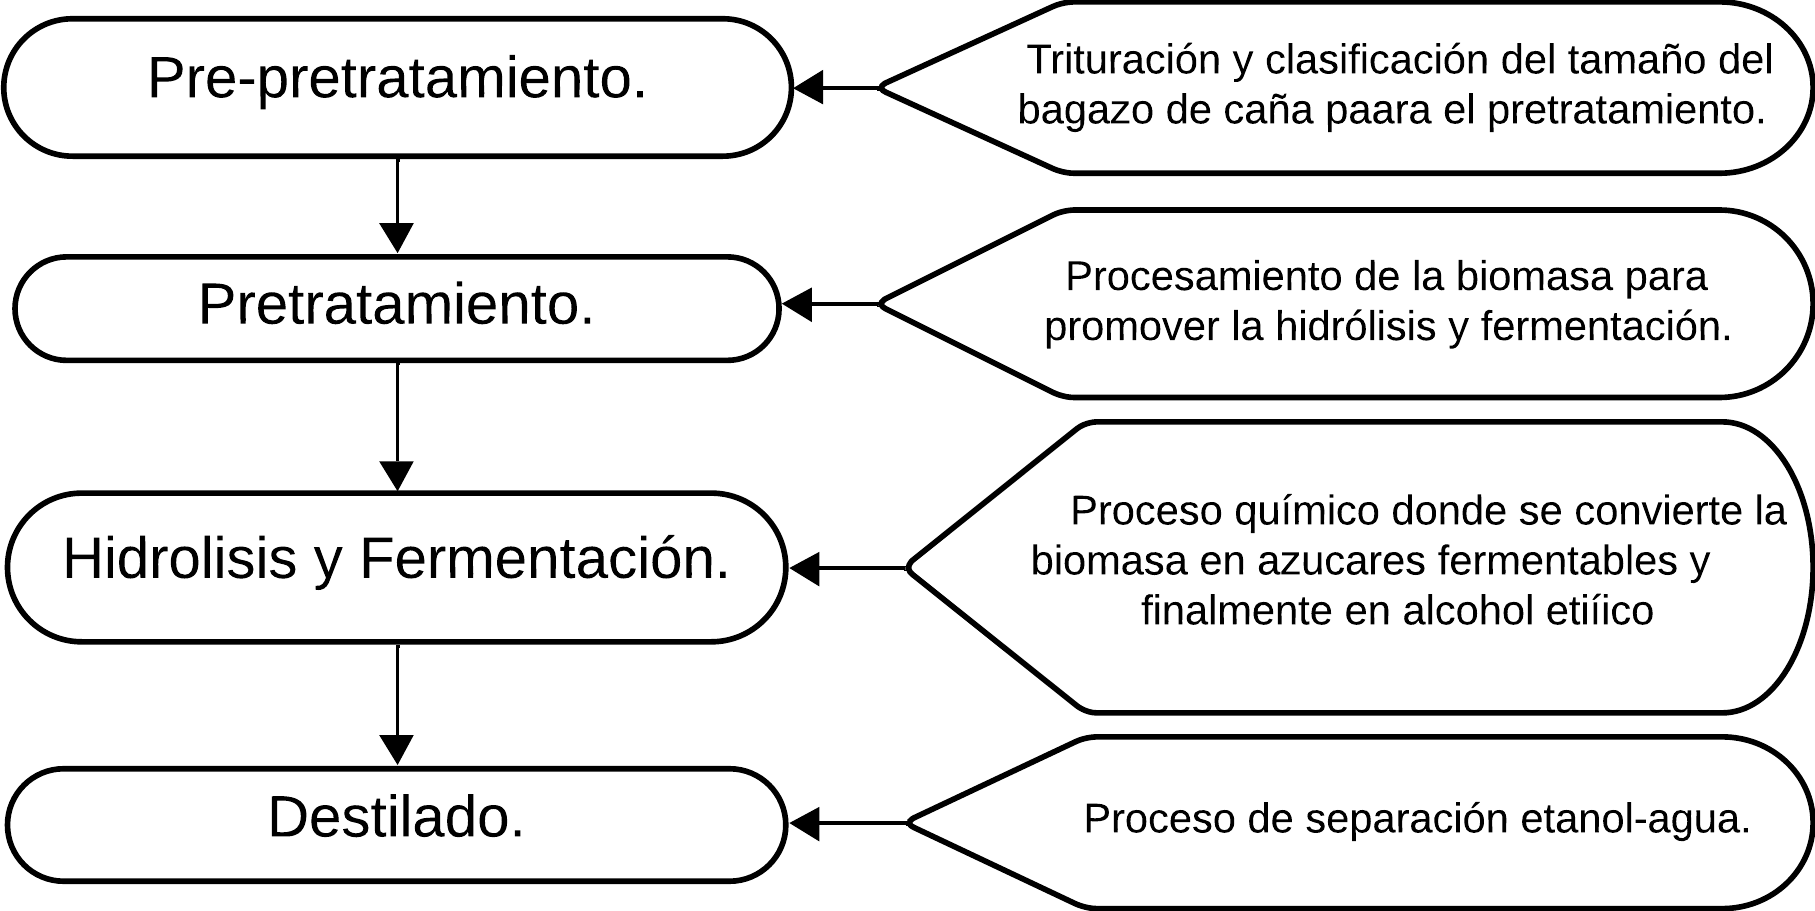 Pre-pretratamiento.
Trituración y clasificación del tamaño del
bagazo de caña paara el pretratamiento.
Pretratamiento.
Procesamiento de la biomasa para
promover la hidrólisis y fermentación.
Hidrolisis y Fermentación.
Proceso químico donde se convierte la
biomasa en azucares fermentables y
finalmente en alcohol etiíico
Destilado.
Proceso de separación etanol-agua.